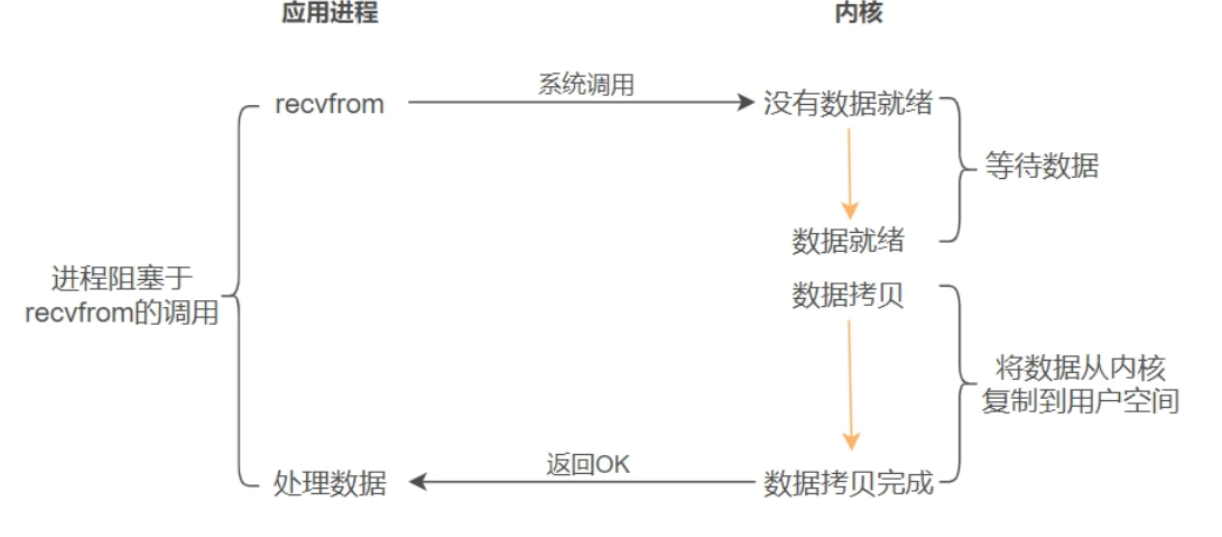 应用进程
内核
系统调用
recvfrom
没有数据就绪
等待数据
数据就绪
进程阻塞于
recvfrom的调用
数据拷贝
将数据从内核
复制到用户空间
返回OK
处理数据
数据拷贝完成